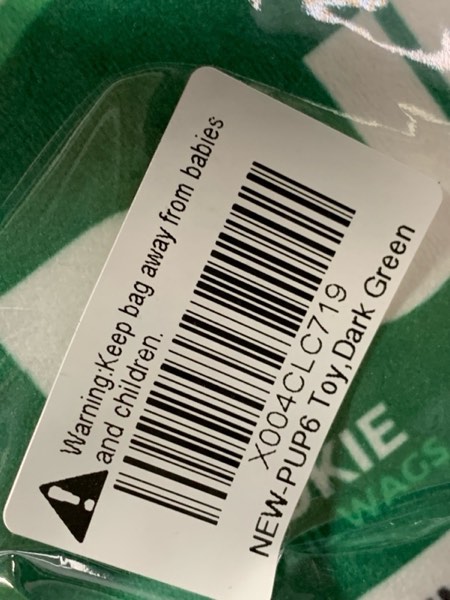 Warning:Keep bag away from babies
and children.
X004CLC719
NEW-PUP6 Toy,Dark Green
KIE
WAGS